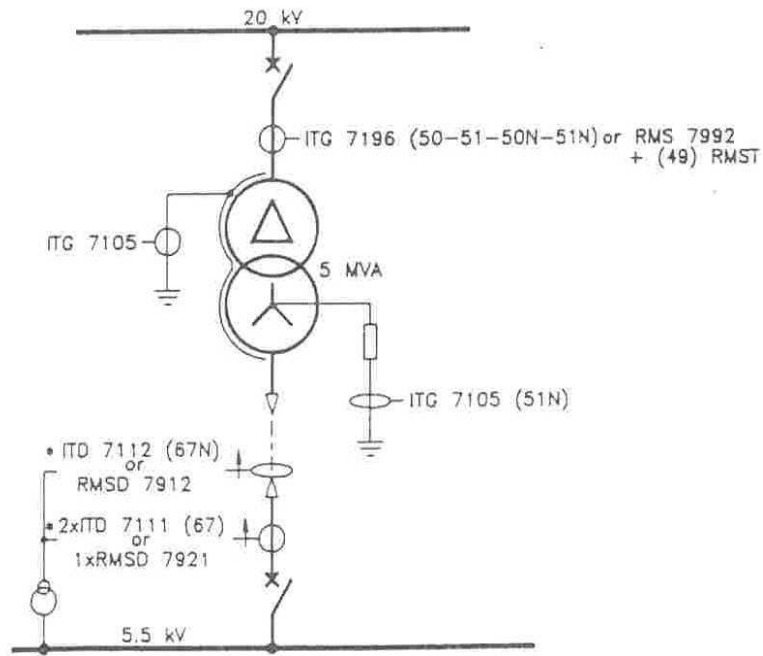 20 kV
ITG 7196 (50-51-50N-51N) or RMS 7992
+ (49) RMST
ITG 7105
5 MVA
ITG 7105 (51N)
* ITD 7112 (67N)
or
RMSD 7912
* 2xITD 7111 (67)
or
1xRMSD 7921
5.5 kV